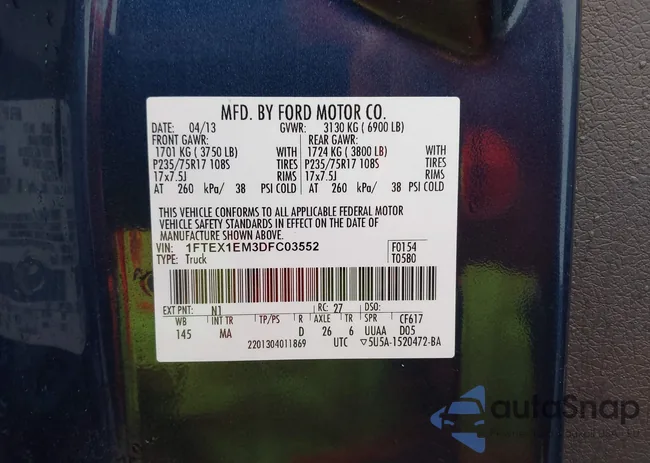 MFD. BY FORD MOTOR CO.
DATE: 04/13 GVWR: 3130 KG ( 6900 LB)
FRONT GAWR: REAR GAWR:
1701 KG ( 3750 LB) WITH 1724 KG ( 3800 LB) WITH
P235/75R17 108S TIRES P235/75R17 108S TIRES
17x7.5J RIMS 17x7.5J RIMS
AT 260 kPa/ 38 PSI COLD AT 260 kPa/ 38 PSI COLD
THIS VEHICLE CONFORMS TO ALL APPLICABLE FEDERAL MOTOR
VEHICLE SAFETY STANDARDS IN EFFECT ON THE DATE OF
MANUFACTURE SHOWN ABOVE.
VIN: 1FTEX1EM3DFC03552 F0154
TYPE: Truck T05B0
EXT PNT: N1 RC: 27 DSO:
WB INT TR TP/PS R AXLE TR SPR CF617
145 MA D 26 6 UUAA D05
2201304011869 UTC ▽5U5A-1520472-BA
autoSnap